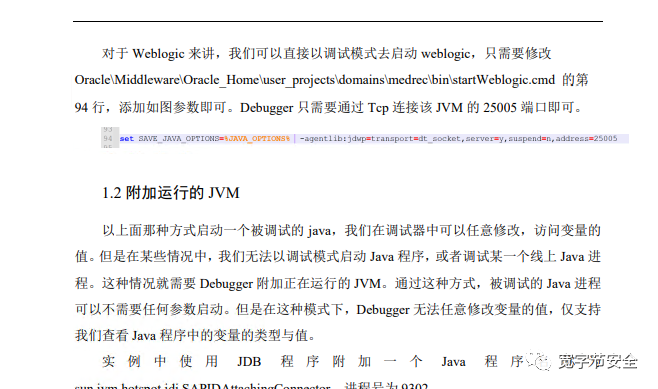 对于 Weblogic 来讲，我们可以直接以调试模式去启动 weblogic，只需要修改
Oracle\Middleware\Oracle_Home\user_projects\domains\medrec\bin\startWeblogic.cmd 的第
94 行，添加如图参数即可。Debugger 只需要通过 Tcp 连接该 JVM 的 25005 端口即可。
93
94 set SAVE_JAVA_OPTIONS=%JAVA_OPTIONS% -agentlib:jdwp=transport=dt_socket,server=y,suspend=n,address=25005
95
1.2 附加运行的 JVM
以上面那种方式启动一个被调试的 java，我们在调试器中可以任意修改，访问变量的
值。但是在某些情况中，我们无法以调试模式启动 Java 程序，或者调试某一个线上 Java 进
程。这种情况就需要 Debugger 附加正在运行的 JVM。通过这种方式，被调试的 Java 进程
可以不需要任何参数启动。但是在这种模式下，Debugger 无法任意修改变量的值，仅支持
我们查看 Java 程序中的变量的类型与值。
实例中使用 JDB 程序附加一个 Java 程序
宽字节安全
sun.jvm.hotspot.jdi.SAPIDAttachingConnector，进程号为 9302